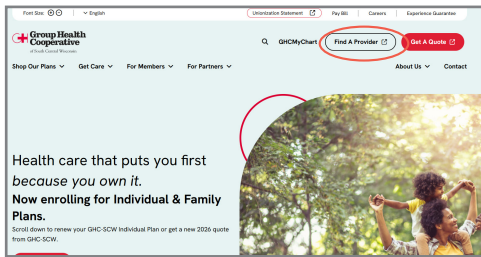 Font Size: English Unionization Statement Pay Bill Careers Experience Guarantee
Group Health
Cooperative
of South Central Wisconsin
GHCMyChart Find A Provider Get A Quote
Shop Our Plans Get Care For Members For Partners About Us Contact
Health care that puts you first
because you own it.
Now enrolling for Individual & Family
Plans.
Scroll down to renew your GHC-SCW Individual Plan or get a new 2026 quote
from GHC-SCW.